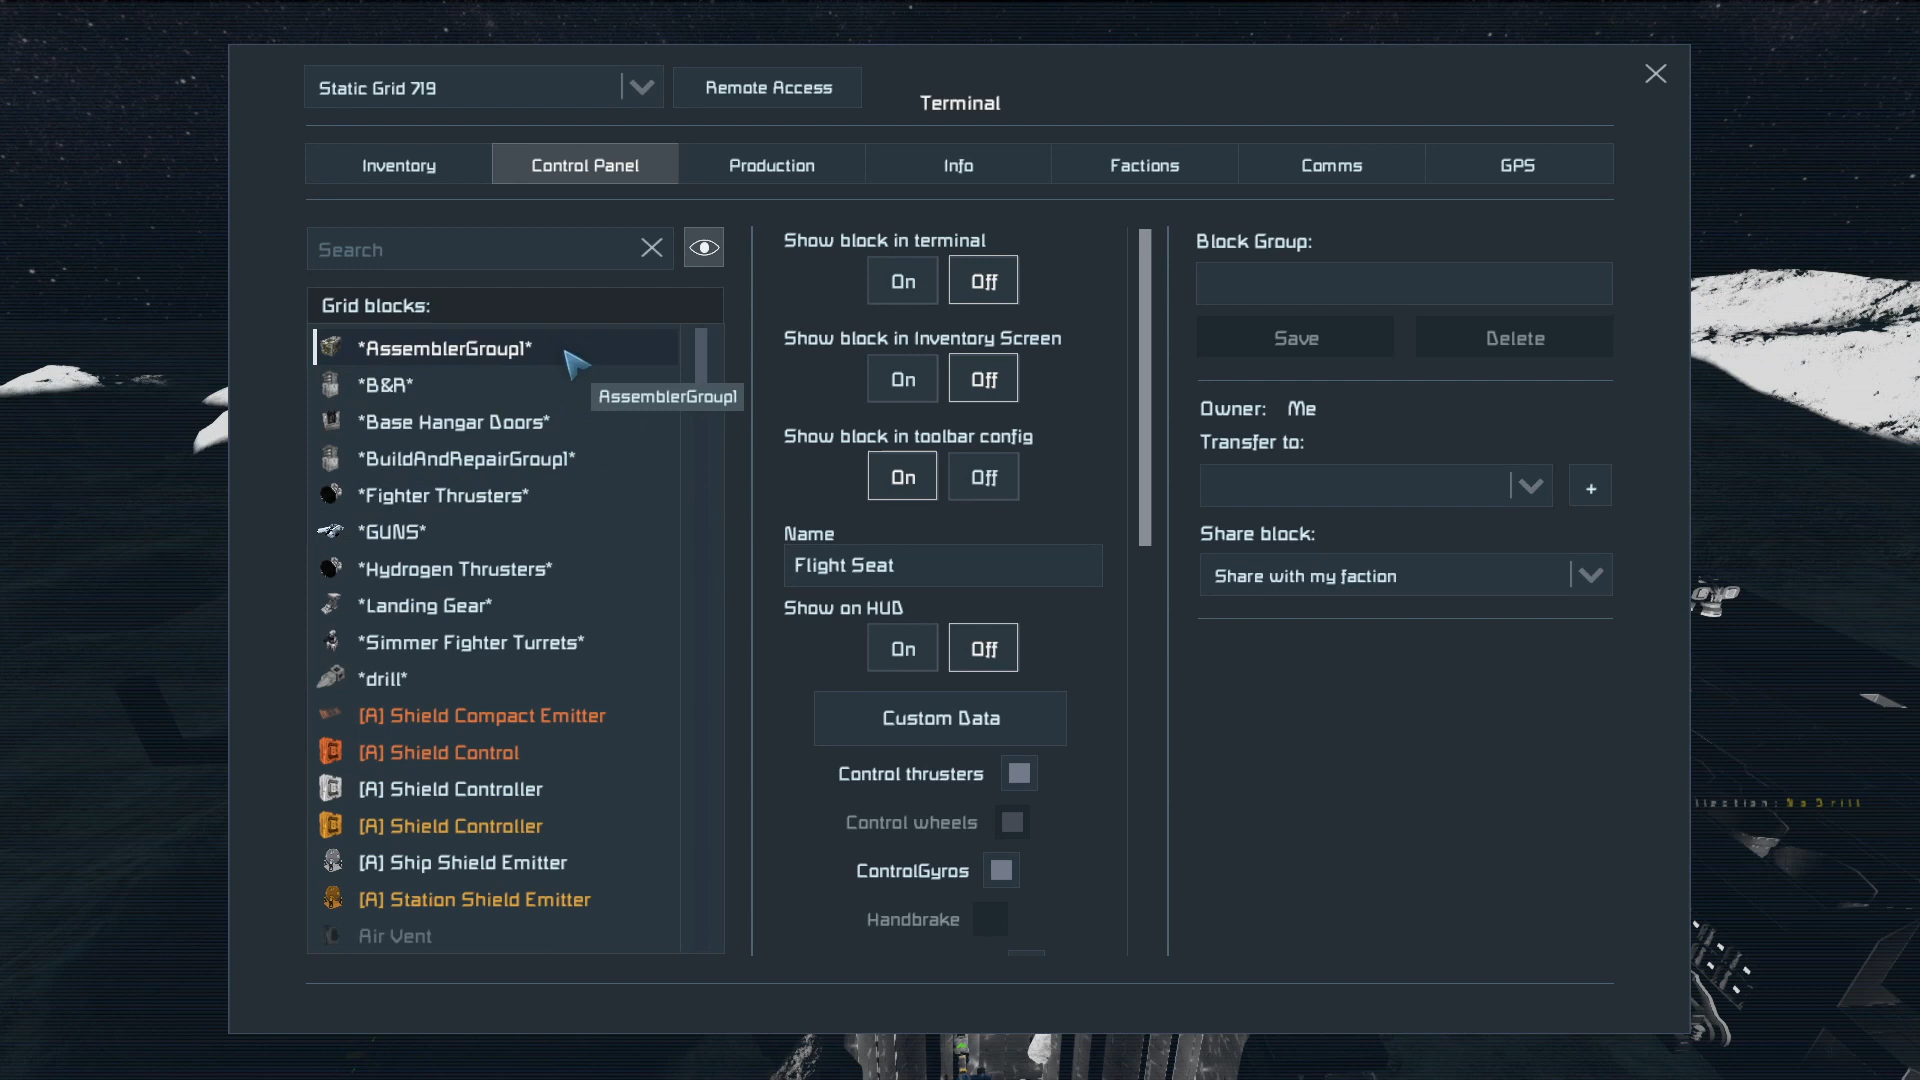 Static Grid 719
Remote Access
Terminal
Inventory
Control Panel
Production
Info
Factions
Comms
GPS
Search
Grid blocks:
*AssemblerGroup1*
*B&R*
AssemblerGroup1
*Base Hangar Doors*
*BuildAndRepairGroup1*
*Fighter Thrusters*
*GUNS*
*Hydrogen Thrusters*
*Landing Gear*
*Simmer Fighter Turrets*
*drill*
[A] Shield Compact Emitter
[A] Shield Control
[A] Shield Controller
[A] Shield Controller
[A] Ship Shield Emitter
[A] Station Shield Emitter
Air Vent
Show block in terminal
On
Off
Show block in Inventory Screen
On
Off
Show block in toolbar config
On
Off
Name
Flight Seat
Show on HUD
On
Off
Custom Data
Control thrusters
Control wheels
ControlGyros
Handbrake
Block Group:
Save
Delete
Owner: Me
Transfer to:
+
Share block:
Share with my faction
No Drill